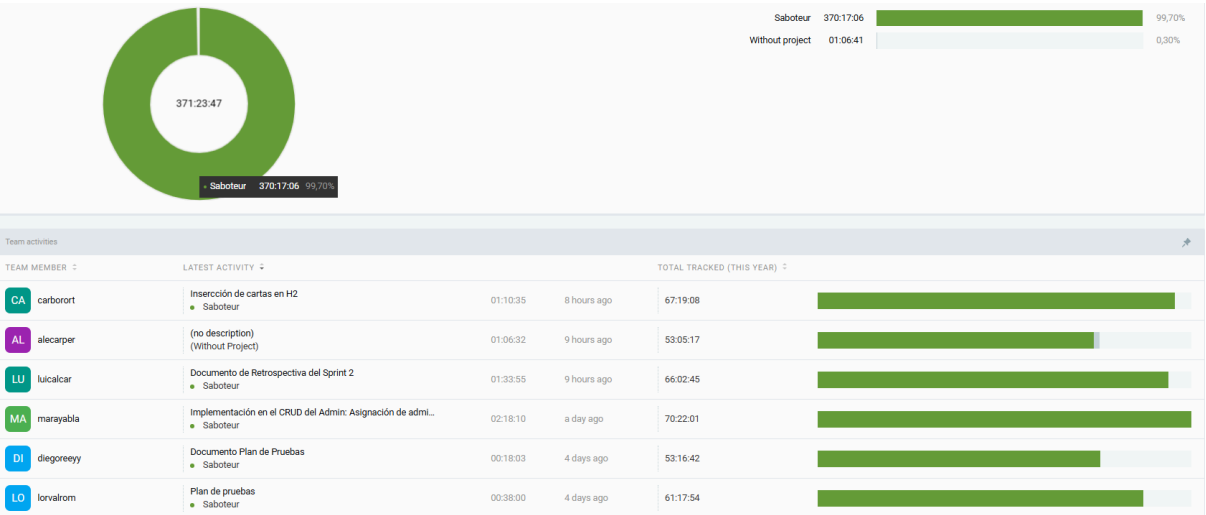 Saboteur 370:17:06 99,70%
Without project 01:06:41 0,30%
371:23:47
Saboteur 370:17:06 99,70%
Team activities
TEAM MEMBER LATEST ACTIVITY TOTAL TRACKED (THIS YEAR)
CA carborort Insercción de cartas en H2 01:10:35 8 hours ago 67:19:08
Saboteur
AL alecarper (no description) 01:06:32 9 hours ago 53:05:17
(Without Project)
LU luicalcar Documento de Retrospectiva del Sprint 2 01:33:55 9 hours ago 66:02:45
Saboteur
MA marayabla Implementación en el CRUD del Admin: Asignación de admi... 02:18:10 a day ago 70:22:01
Saboteur
DI diegoreeyy Documento Plan de Pruebas 00:18:03 4 days ago 53:16:42
Saboteur
LO lorvalrom Plan de pruebas 00:38:00 4 days ago 61:17:54
Saboteur